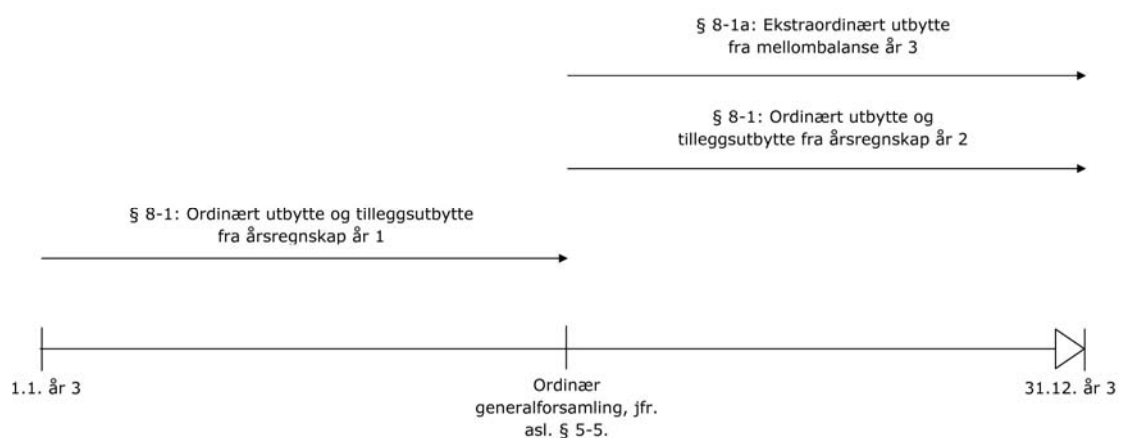 § 8-1a: Ekstraordinært utbytte
fra mellombalanse år 3
§ 8-1: Ordinært utbytte og
tilleggsutbytte fra årsregnskap år 2
§ 8-1: Ordinært utbytte og tilleggsutbytte
fra årsregnskap år 1
1.1. år 3
Ordinær
generalforsamling, jfr.
asl. § 5-5.
31.12. år 3